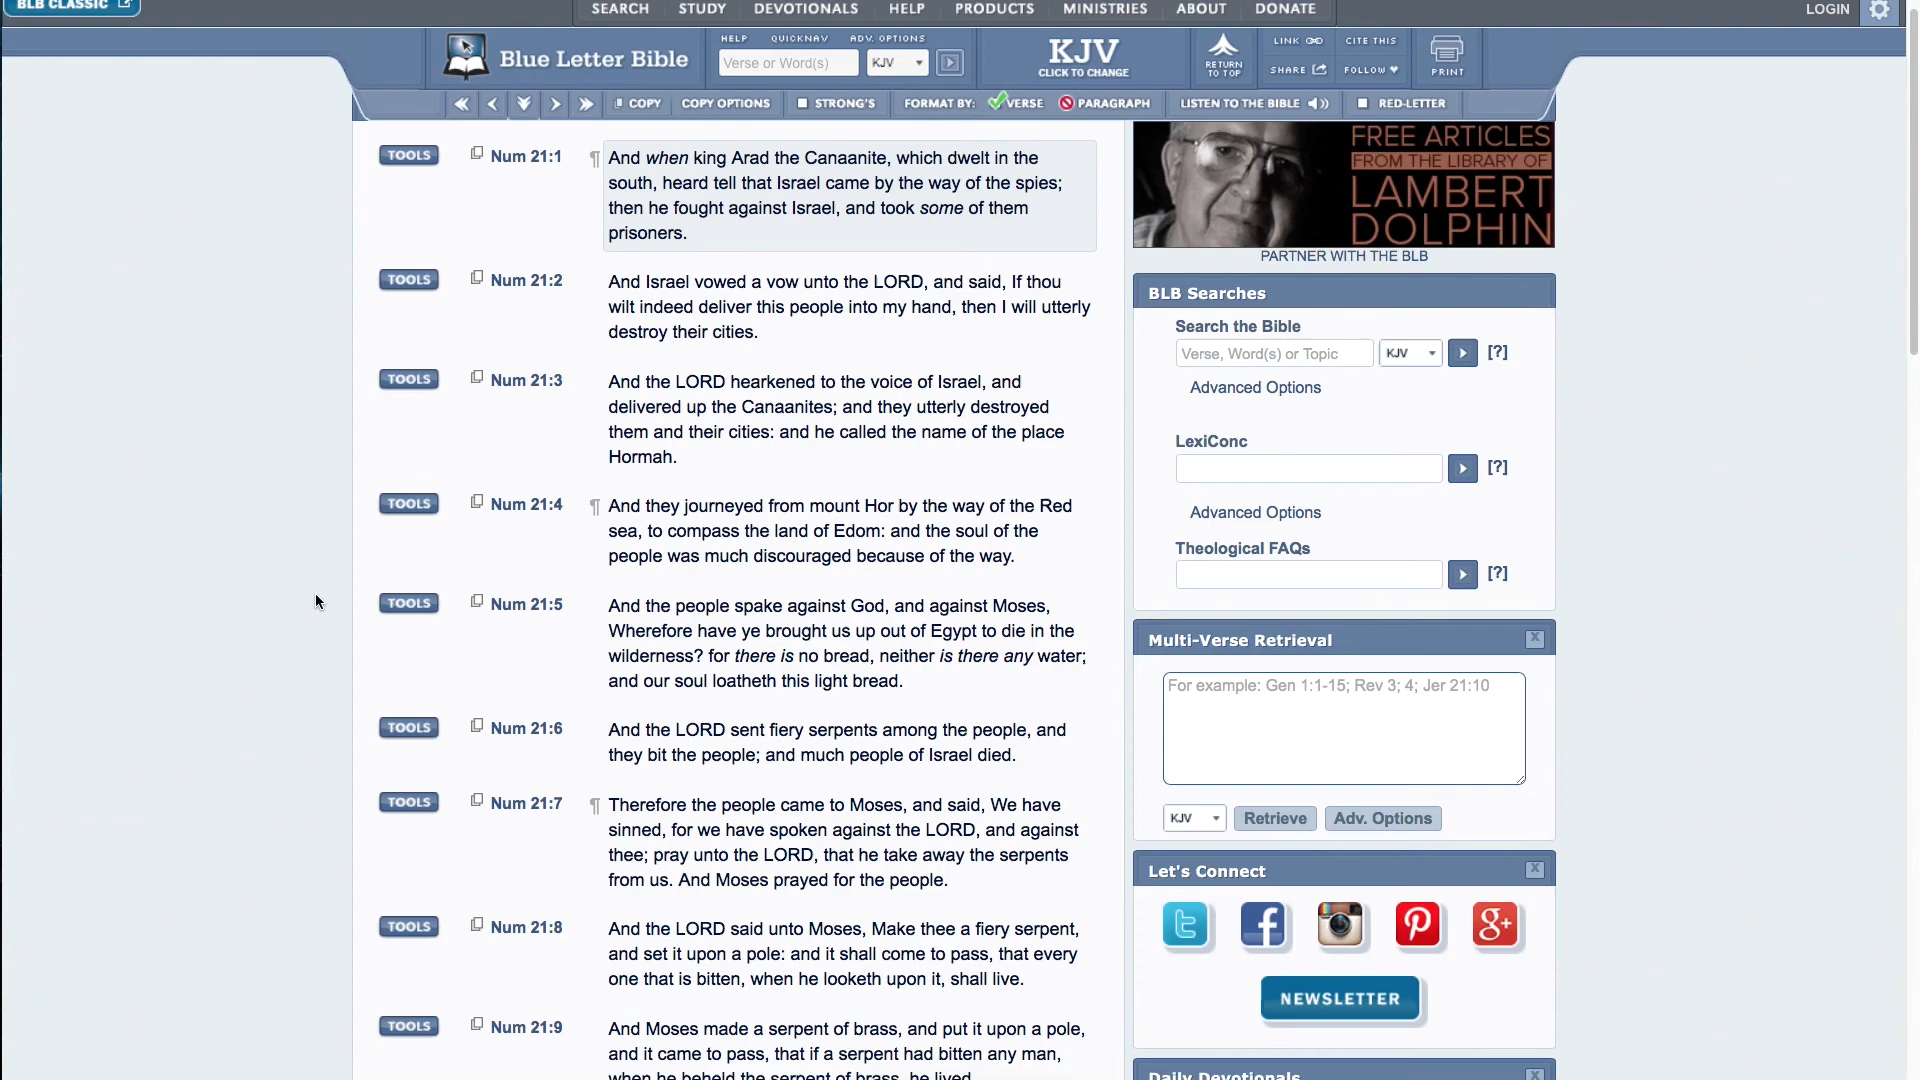 BLB CLASSIC
SEARCH STUDY DEVOTIONALS HELP PRODUCTS MINISTRIES ABOUT DONATE
LOGIN
Blue Letter Bible
HELP QUICKNAV ADV. OPTIONS
Verse or Word(s) KJV
KJV
CLICK TO CHANGE
RETURN
TO TOP
LINK CITE THIS
SHARE FOLLOW
PRINT
COPY COPY OPTIONS STRONG'S FORMAT BY: VERSE PARAGRAPH LISTEN TO THE BIBLE RED-LETTER
TOOLS Num 21:1 ¶ And when king Arad the Canaanite, which dwelt in the
south, heard tell that Israel came by the way of the spies;
then he fought against Israel, and took some of them
prisoners.
TOOLS Num 21:2 And Israel vowed a vow unto the LORD, and said, If thou
wilt indeed deliver this people into my hand, then I will utterly
destroy their cities.
TOOLS Num 21:3 And the LORD hearkened to the voice of Israel, and
delivered up the Canaanites; and they utterly destroyed
them and their cities: and he called the name of the place
Hormah.
TOOLS Num 21:4 ¶ And they journeyed from mount Hor by the way of the Red
sea, to compass the land of Edom: and the soul of the
people was much discouraged because of the way.
TOOLS Num 21:5 And the people spake against God, and against Moses,
Wherefore have ye brought us up out of Egypt to die in the
wilderness? for there is no bread, neither is there any water;
and our soul loatheth this light bread.
TOOLS Num 21:6 And the LORD sent fiery serpents among the people, and
they bit the people; and much people of Israel died.
TOOLS Num 21:7 ¶ Therefore the people came to Moses, and said, We have
sinned, for we have spoken against the LORD, and against
thee; pray unto the LORD, that he take away the serpents
from us. And Moses prayed for the people.
TOOLS Num 21:8 And the LORD said unto Moses, Make thee a fiery serpent,
and set it upon a pole: and it shall come to pass, that every
one that is bitten, when he looketh upon it, shall live.
TOOLS Num 21:9 And Moses made a serpent of brass, and put it upon a pole,
and it came to pass, that if a serpent had bitten any man,
when he beheld the serpent of brass, he lived.
FREE ARTICLES
FROM THE LIBRARY OF
LAMBERT
DOLPHIN
PARTNER WITH THE BLB
BLB Searches
Search the Bible
Verse, Word(s) or Topic KJV [?]
Advanced Options
LexiConc
[?]
Advanced Options
Theological FAQs
[?]
Multi-Verse Retrieval X
For example: Gen 1:1-15; Rev 3; 4; Jer 21:10
KJV Retrieve Adv. Options
Let's Connect X
NEWSLETTER
Daily Devotionals X